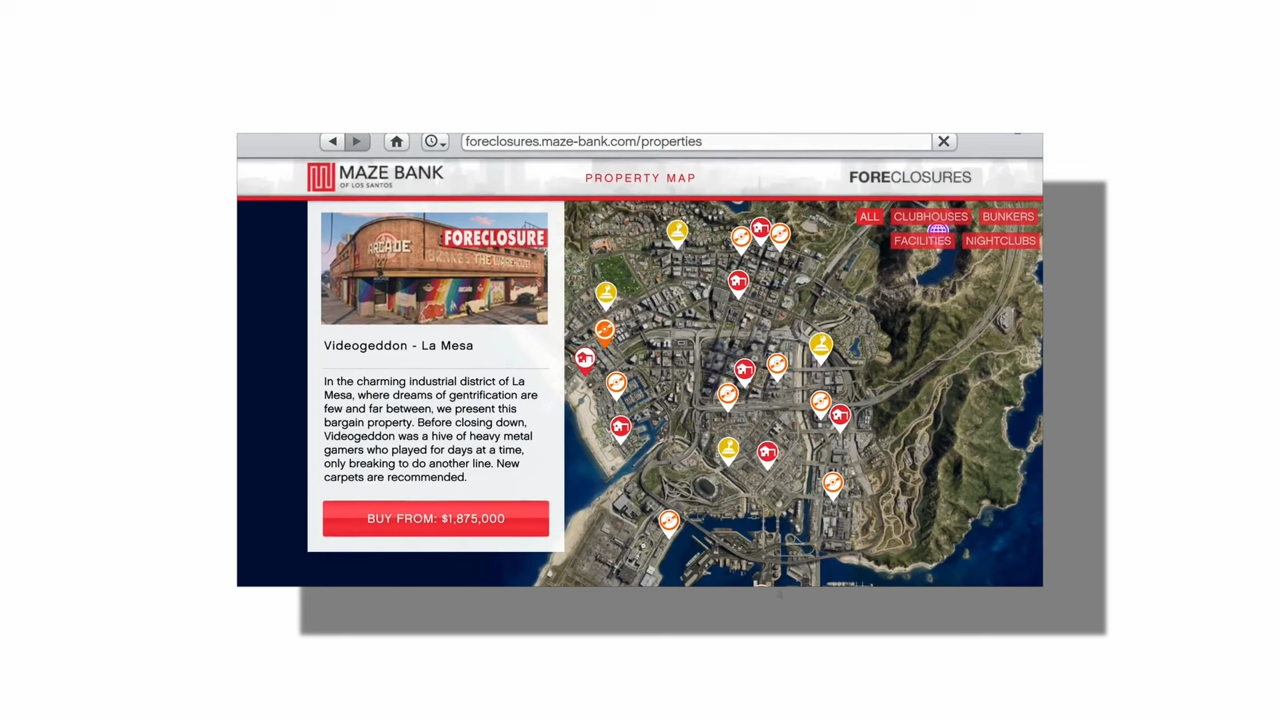 foreclosures.maze-bank.com/properties
MAZE BANK
OF LOS SANTOS
PROPERTY MAP
FORECLOSURES
ALL
CLUBHOUSES
BUNKERS
FACILITIES
NIGHTCLUBS
ARCADE
FORECLOSURE
Videogeddon - La Mesa
In the charming industrial district of La
Mesa, where dreams of gentrification are
few and far between, we present this
bargain property. Before closing down,
Videogeddon was a hive of heavy metal
gamers who played for days at a time,
only breaking to do another line. New
carpets are recommended.
BUY FROM: $1,875,000